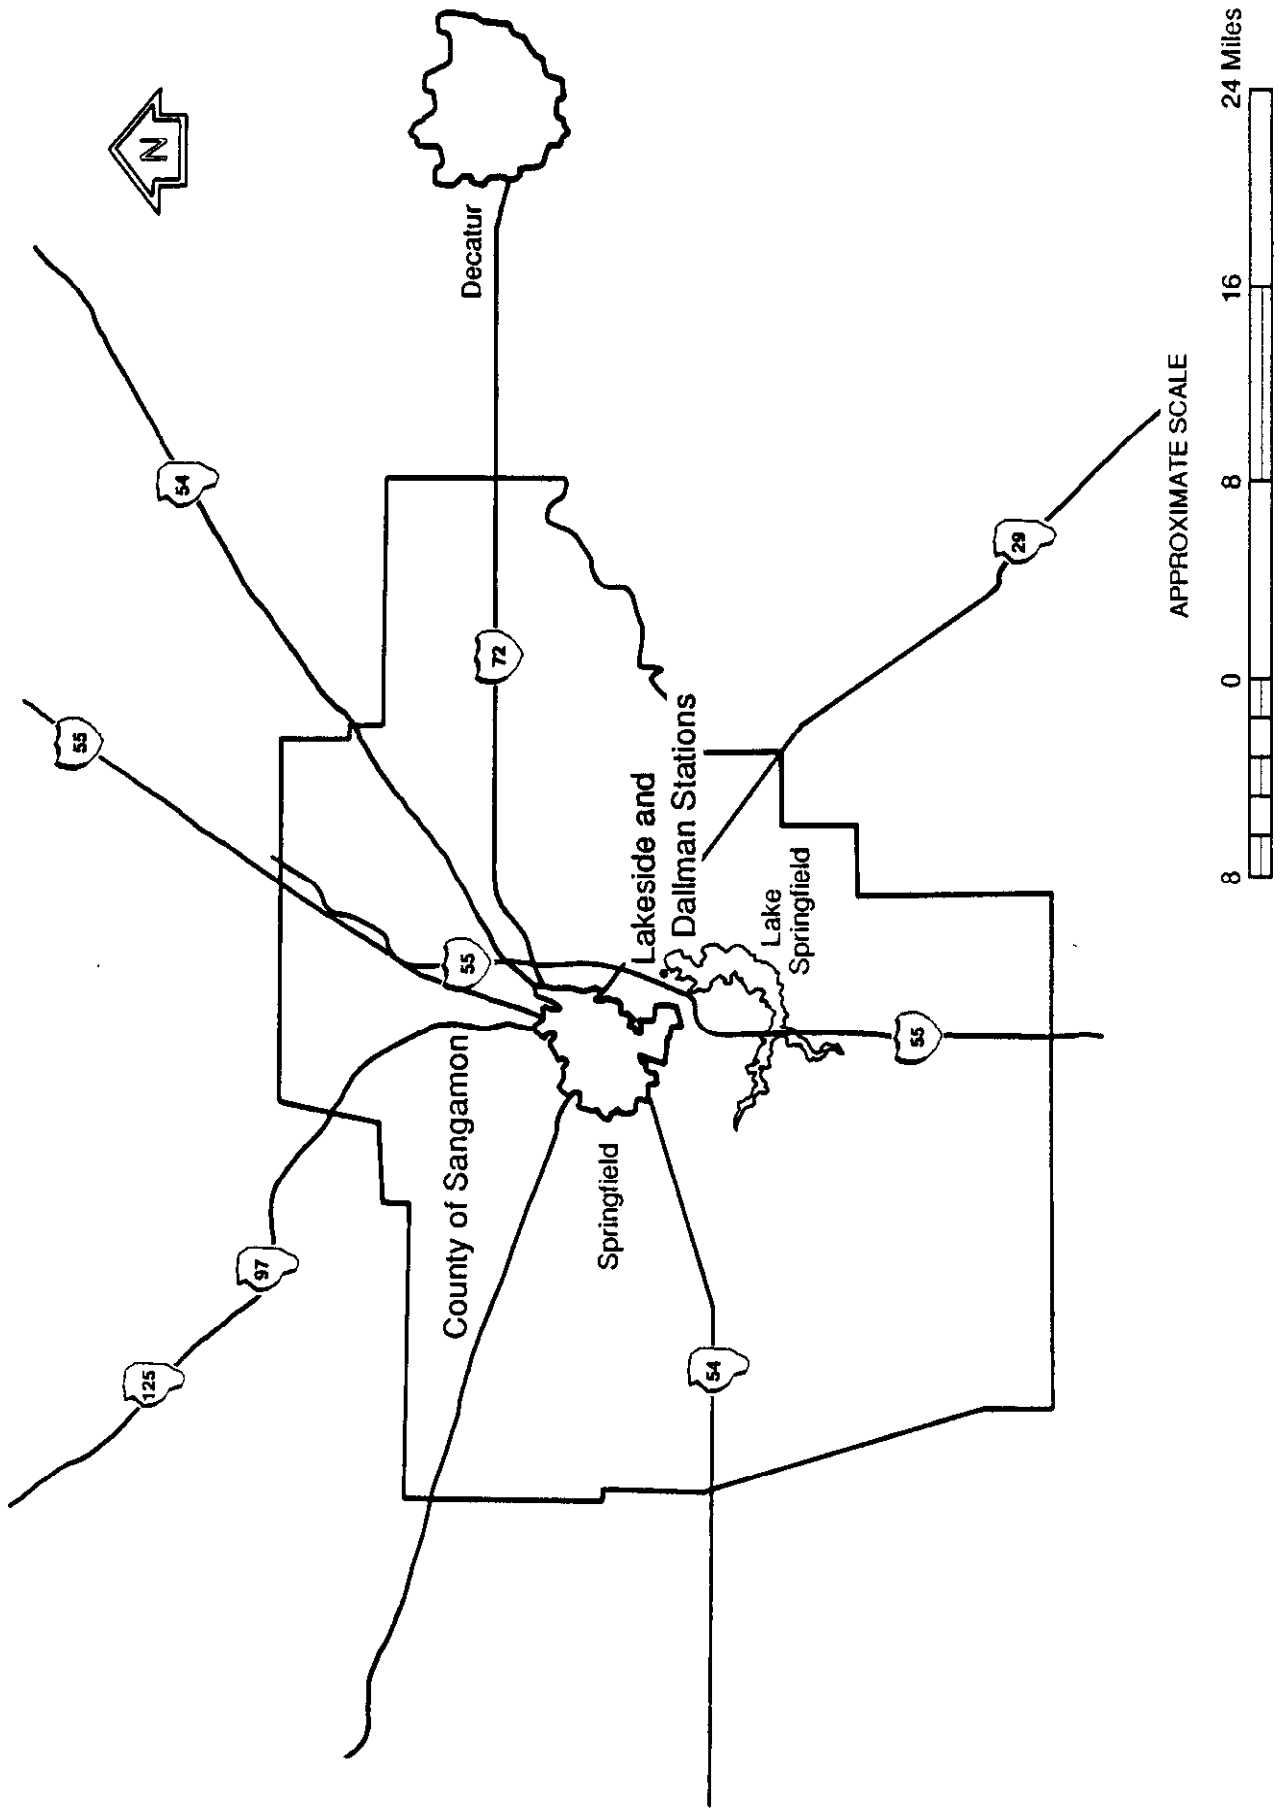 N
55
54
125
97
55
County of Sangamon
72
Decatur
Springfield
Lakeside and
Dallman Stations
54
Lake
Springfield
55
29
APPROXIMATE SCALE
8 0 8 16 24 Miles